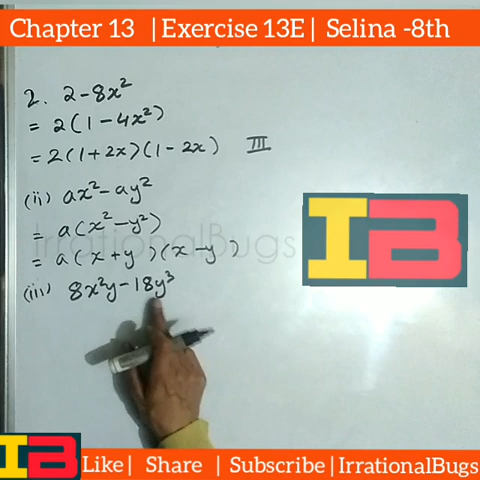 Chapter 13 | Exercise 13E | Selina -8th
2. 2-8x²
= 2(1-4x²)
= 2(1+2x)(1-2x) III
(ii) ax²-ay²
= a(x²-y²)
= a(x+y)(x-y)
(iii) 8x²y-18y³
IrrationalBugs
IB
IB
Like | Share | Subscribe | IrrationalBugs